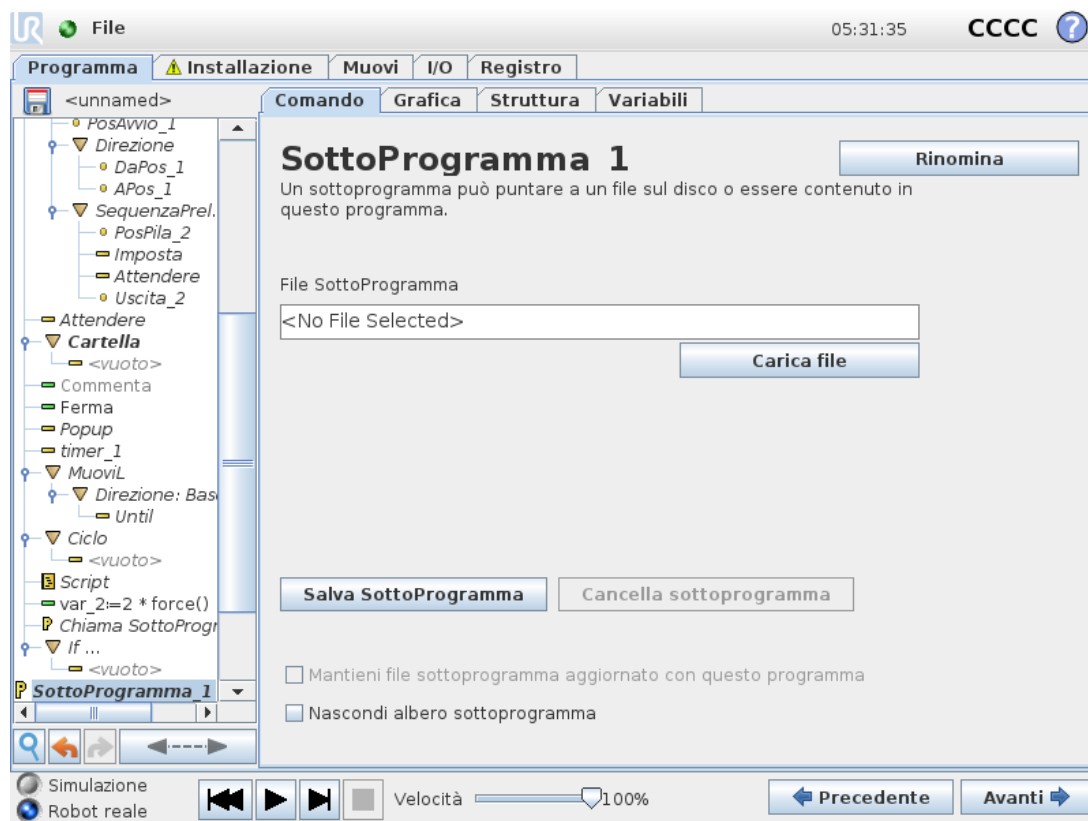 UR File 05:31:35 CCCC ?
Programma Installazione Muovi I/O Registro
<unnamed>
Comando Grafica Struttura Variabili
PosAvvio_1
Direzione
DaPos_1
APos_1
SequenzaPrel.
PosPila_2
Imposta
Attendere
Uscita_2
Attendere
Cartella
<vuoto>
Commenta
Ferma
Popup
timer_1
MuoviL
Direzione: Bas
Until
Ciclo
<vuoto>
Script
var_2:=2 * force()
Chiama SottoProgr
If ...
<vuoto>
SottoProgramma_1
SottoProgramma_1
Rinomina
Un sottoprogramma può puntare a un file sul disco o essere contenuto in
questo programma.
File SottoProgramma
<No File Selected>
Carica file
Salva SottoProgramma Cancella sottoprogramma
Mantieni file sottoprogramma aggiornato con questo programma
Nascondi albero sottoprogramma
Simulazione
Robot reale
Velocità 100%
Precedente Avanti